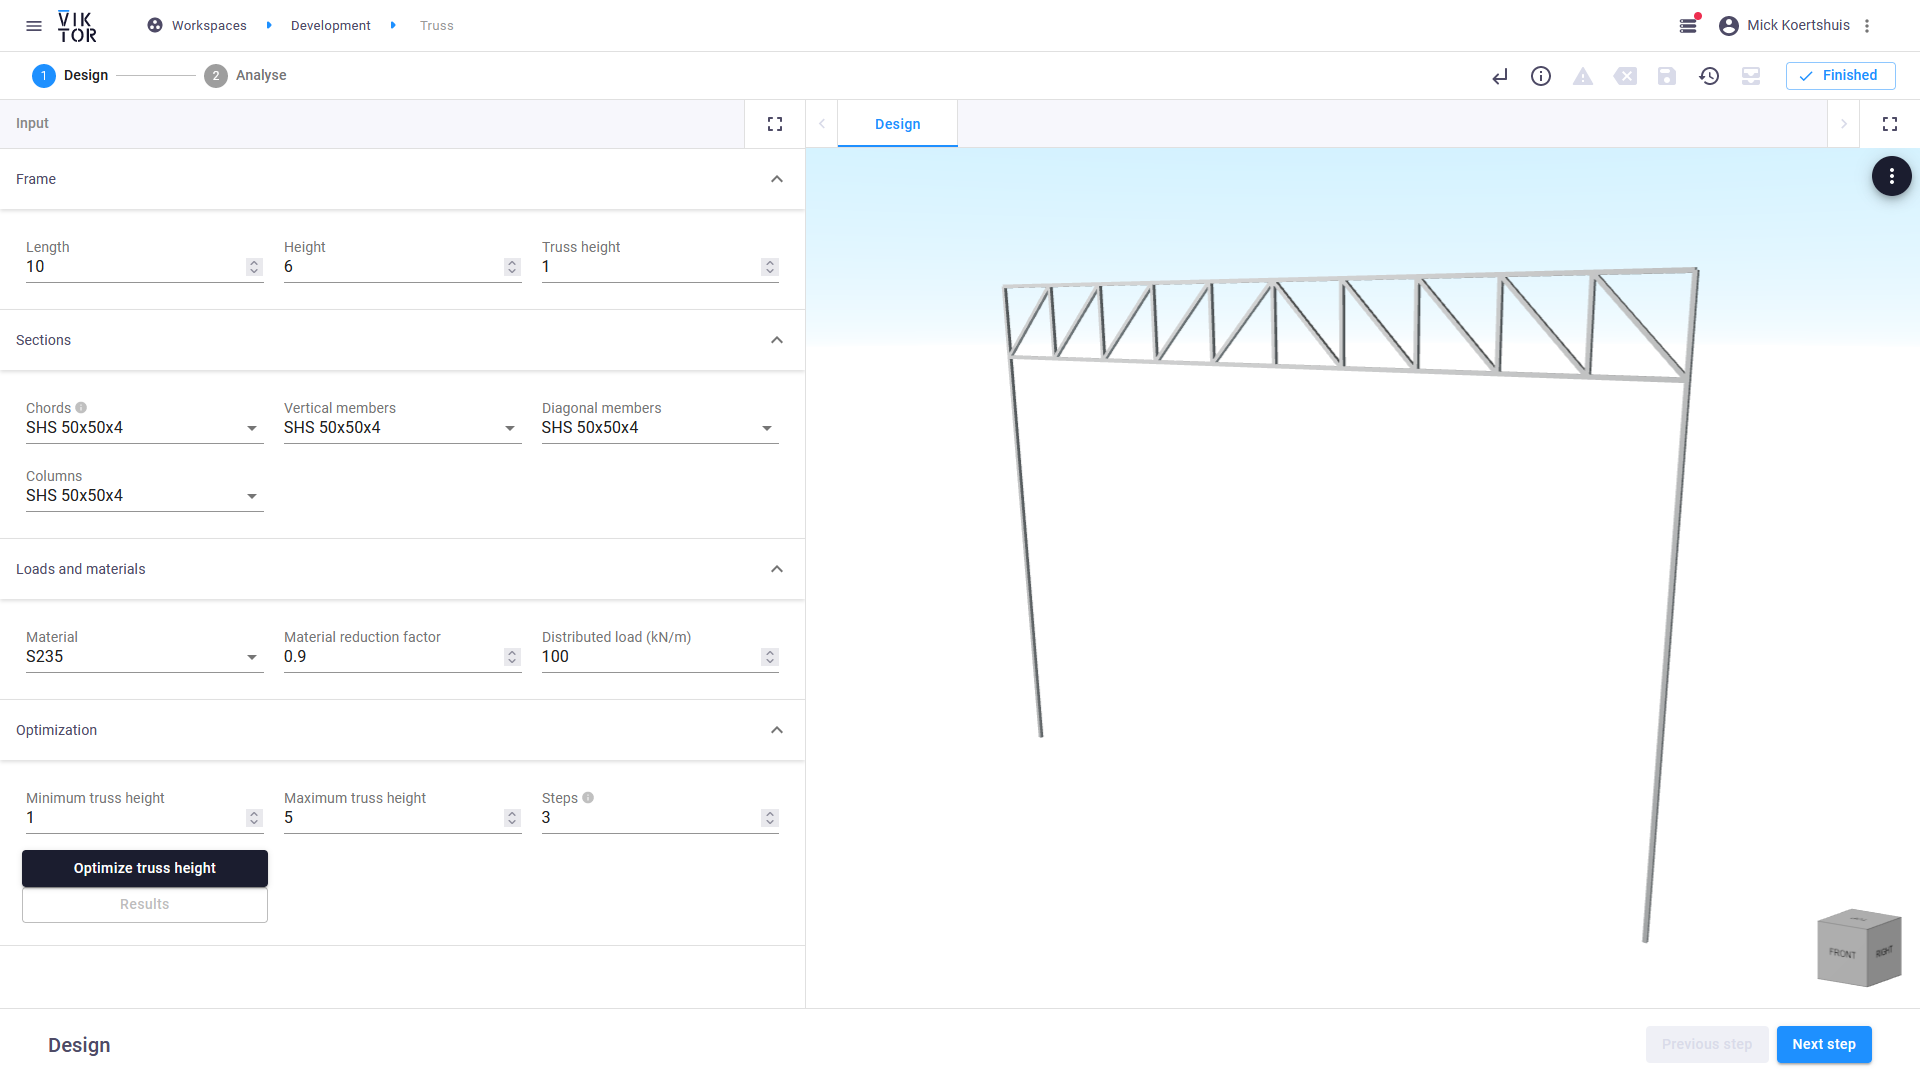 VIKTOR
Workspaces Development Truss
Mick Koertshuis
1 Design 2 Analyse
Finished
Input
Design
Frame
Length Height Truss height
10 6 1
Sections
Chords Vertical members Diagonal members
SHS 50x50x4 SHS 50x50x4 SHS 50x50x4
Columns
SHS 50x50x4
Loads and materials
Material Material reduction factor Distributed load (kN/m)
S235 0.9 100
Optimization
Minimum truss height Maximum truss height Steps
1 5 3
Optimize truss height
Results
FRONT RIGHT
Design
Previous step Next step